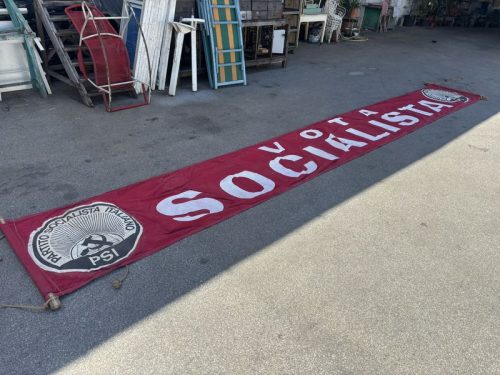 PARTITO SOCIALISTA ITALIANO
PSI
VOTA
SOCIALISTA